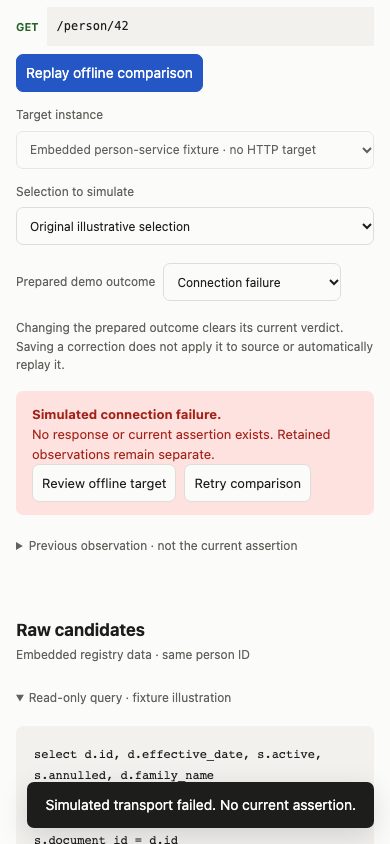 GET /person/42
Replay offline comparison
Target instance
Embedded person-service fixture · no HTTP target
Selection to simulate
Original illustrative selection
Prepared demo outcome Connection failure
Changing the prepared outcome clears its current verdict.
Saving a correction does not apply it to source or automatically
replay it.
Simulated connection failure.
No response or current assertion exists. Retained
observations remain separate.
Review offline target Retry comparison
Previous observation · not the current assertion
Raw candidates
Embedded registry data · same person ID
Read-only query · fixture illustration
select d.id, d.effective_date, s.active,
s.annulled, d.family_name
Simulated transport failed. No current assertion.
s.document_id = d.id